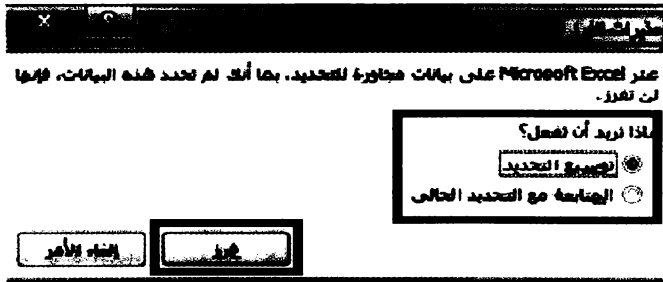 عثر Microsoft Excel على بيانات مجاورة للتحديد. بما أنك لم تحدد هذه البيانات، فإنها
لن تفرز.
ماذا تريد أن تفعل؟
توسيع التحديد
المتابعة مع التحديد الحالي
فرز
إلغاء الأمر